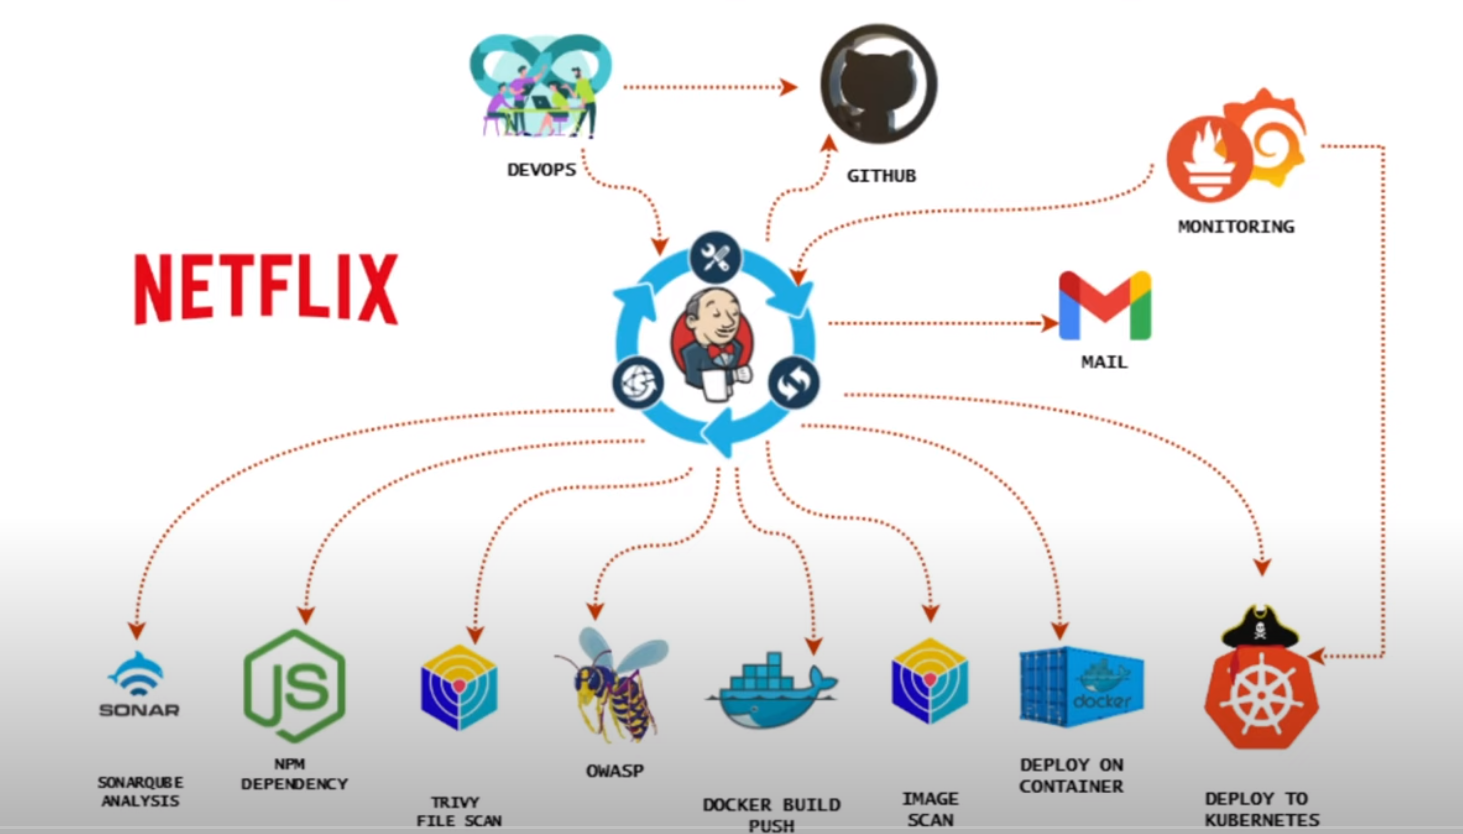 DEVOPS
GITHUB
MONITORING
NETFLIX
MAIL
SONAR
JS
docker
SONARQUBE
ANALYSIS
NPM
DEPENDENCY
TRIVY
FILE SCAN
OWASP
DOCKER BUILD
PUSH
IMAGE
SCAN
DEPLOY ON
CONTAINER
DEPLOY TO
KUBERNETES